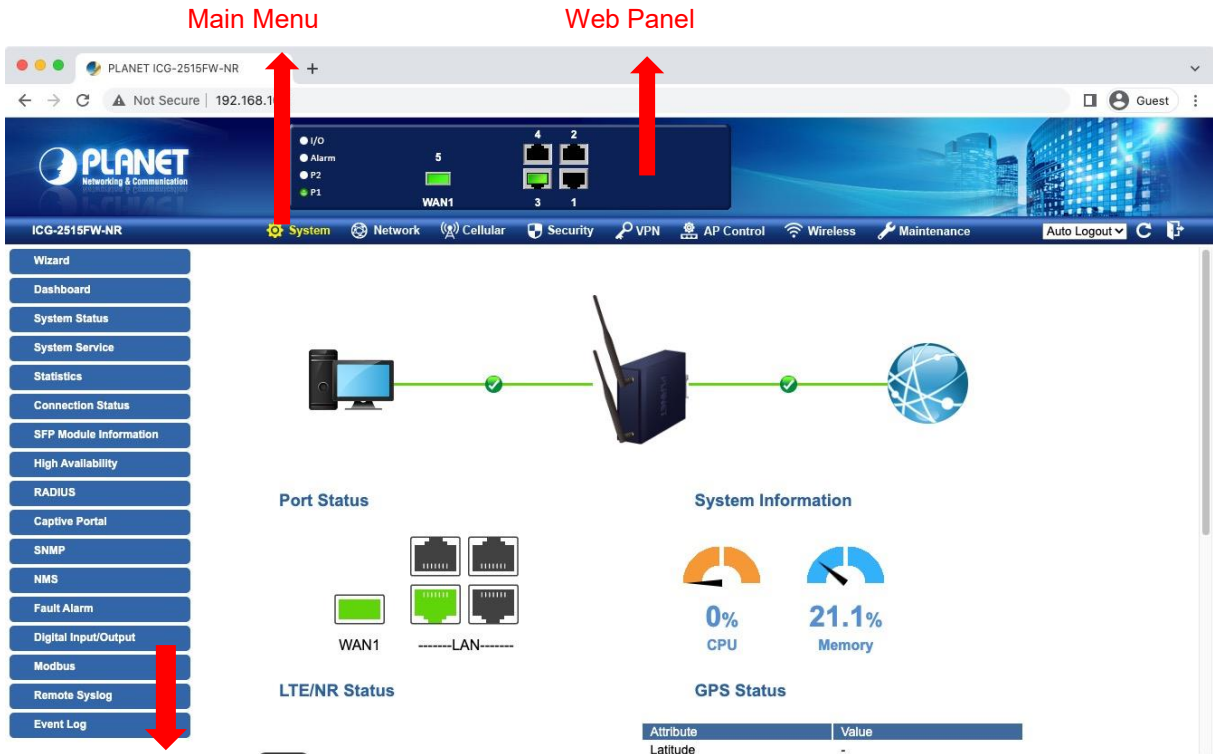 Main Menu Web Panel
PLANET ICG-2515FW-NR
Not Secure 192.168.1
Guest
PLANET
Networking & Communication
I/O
Alarm
P2
P1
5
WAN1
4 2
3 1
ICG-2515FW-NR
System Network Cellular Security VPN AP Control Wireless Maintenance
Auto Logout
Wizard
Dashboard
System Status
System Service
Statistics
Connection Status
SFP Module Information
High Availability
RADIUS
Captive Portal
SNMP
NMS
Fault Alarm
Digital Input/Output
Modbus
Remote Syslog
Event Log
PLANET
Port Status
WAN1 -------LAN-------
System Information
0% 21.1%
CPU Memory
LTE/NR Status
GPS Status
Attribute Value
Latitude -